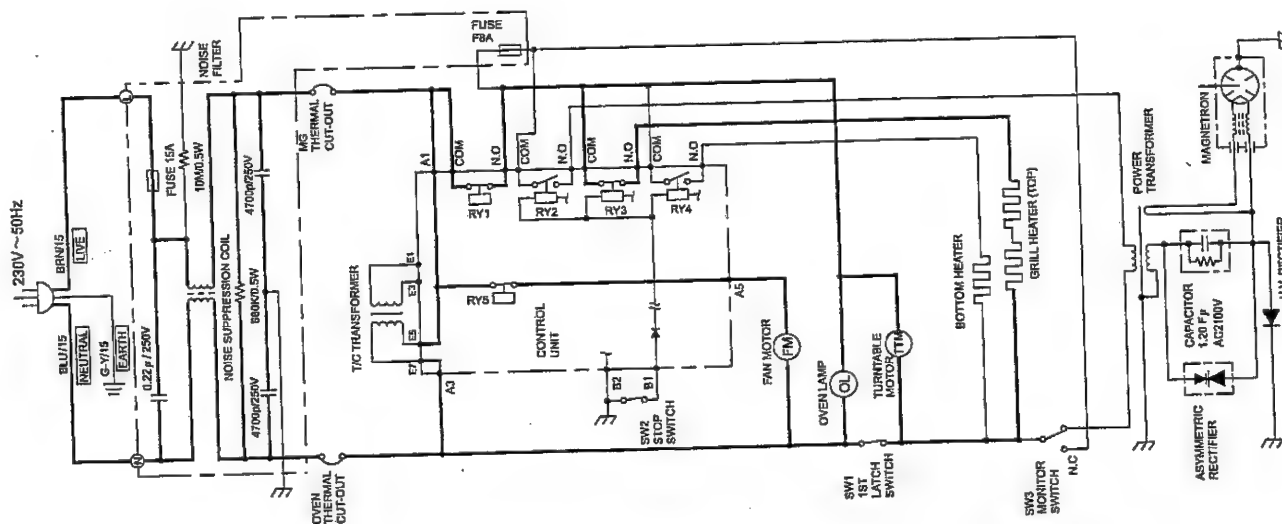 230V ~ 50Hz
BLU/15
NEUTRAL
G-Y/15
EARTH
BRN/15
LIVE
N
L
0.22µ / 250V
FUSE 15A
10M/0.5W
NOISE
FILTER
NOISE SUPPRESSION COIL
4700p/250V
680K/0.5W
4700p/250V
MG
THERMAL
CUT-OUT
OVEN
THERMAL
CUT-OUT
FUSE
F8A
T/C TRANSFORMER
E7
E5
E3
E1
A3
A1
COM
N.O
COM
N.O
COM
COM
N.O
RY1
RY2
RY3
RY4
RY5
CONTROL
UNIT
A5
B2
B1
SW2
STOP
SWITCH
FAN MOTOR
FM
OVEN LAMP
OL
TURNTABLE
MOTOR
TTM
SW1
1ST
LATCH
SWITCH
BOTTOM HEATER
GRILL HEATER (TOP)
SW3
MONITOR
SWITCH
N.C
POWER
TRANSFORMER
MAGNETRON
CAPACITOR
1.20 Fµ
AC2100V
ASYMMETRIC
RECTIFIER